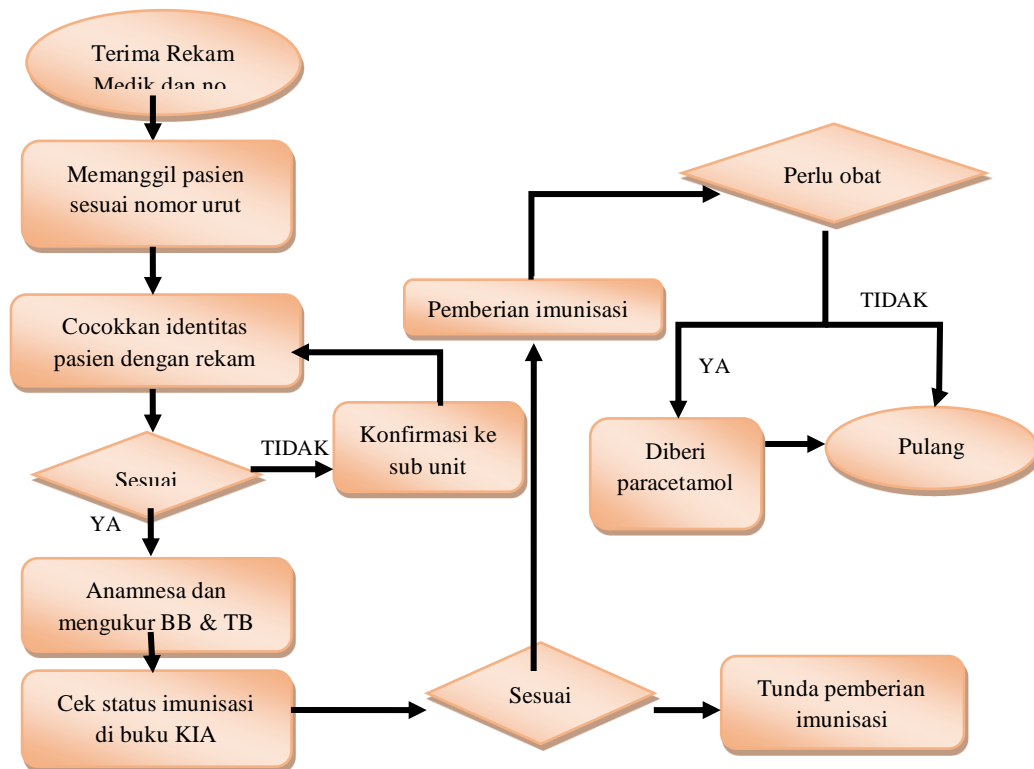 Terima Rekam
Medik dan no
Memanggil pasien
sesuai nomor urut
Cocokkan identitas
pasien dengan rekam
Sesuai
TIDAK
Konfirmasi ke
sub unit
YA
Anamnesa dan
mengukur BB & TB
Cek status imunisasi
di buku KIA
Sesuai
Tunda pemberian
imunisasi
Pemberian imunisasi
Perlu obat
TIDAK
YA
Diberi
paracetamol
Pulang